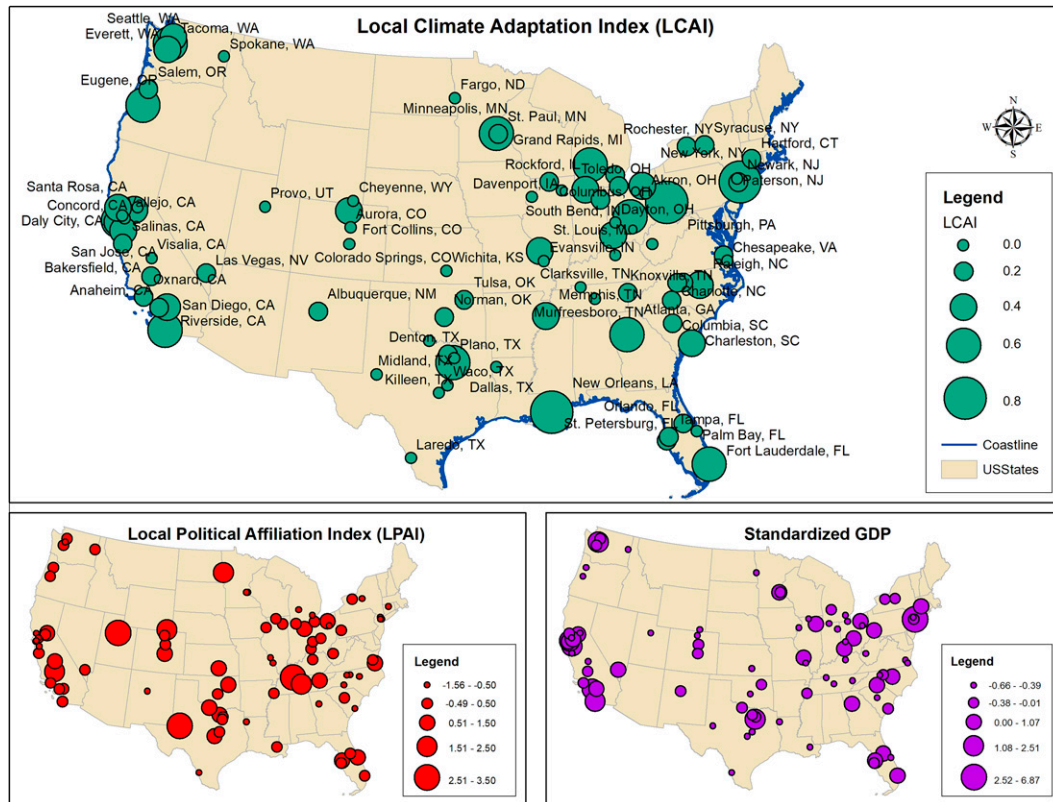 Local Climate Adaptation Index (LCAI)
Seattle, WA
Tacoma, WA
Everett, WA
Spokane, WA
Salem, OR
Eugene, OR
Fargo, ND
Minneapolis, MN
St. Paul, MN
Grand Rapids, MI
Rochester, NY
Syracuse, NY
New York, NY
Hartford, CT
Newark, NJ
Paterson, NJ
Rockford, IL
Toledo, OH
Davenport, IA
Columbus, OH
Akron, OH
South Bend, IN
Dayton, OH
Pittsburgh, PA
St. Louis, MO
Evansville, IN
Chesapeake, VA
Raleigh, NC
Santa Rosa, CA
Concord, CA
Vallejo, CA
Daly City, CA
Salinas, CA
San Jose, CA
Visalia, CA
Bakersfield, CA
Oxnard, CA
Anaheim, CA
Las Vegas, NV
San Diego, CA
Riverside, CA
Provo, UT
Cheyenne, WY
Aurora, CO
Fort Collins, CO
Colorado Springs, CO
Wichita, KS
Tulsa, OK
Albuquerque, NM
Norman, OK
Clarksville, TN
Knoxville, TN
Memphis, TN
Charlotte, NC
Murfreesboro, TN
Atlanta, GA
Columbia, SC
Charleston, SC
Denton, TX
Plano, TX
Midland, TX
Waco, TX
Killeen, TX
Dallas, TX
New Orleans, LA
Orlando, FL
Tampa, FL
St. Petersburg, FL
Palm Bay, FL
Fort Lauderdale, FL
Laredo, TX
N
W E
S
Legend
LCAI
0.0
0.2
0.4
0.6
0.8
Coastline
USStates
Local Political Affiliation Index (LPAI)
Legend
-1.56 - -0.50
-0.49 - 0.50
0.51 - 1.50
1.51 - 2.50
2.51 - 3.50
Standardized GDP
Legend
-0.66 - -0.39
-0.38 - -0.01
0.00 - 1.07
1.08 - 2.51
2.52 - 6.87